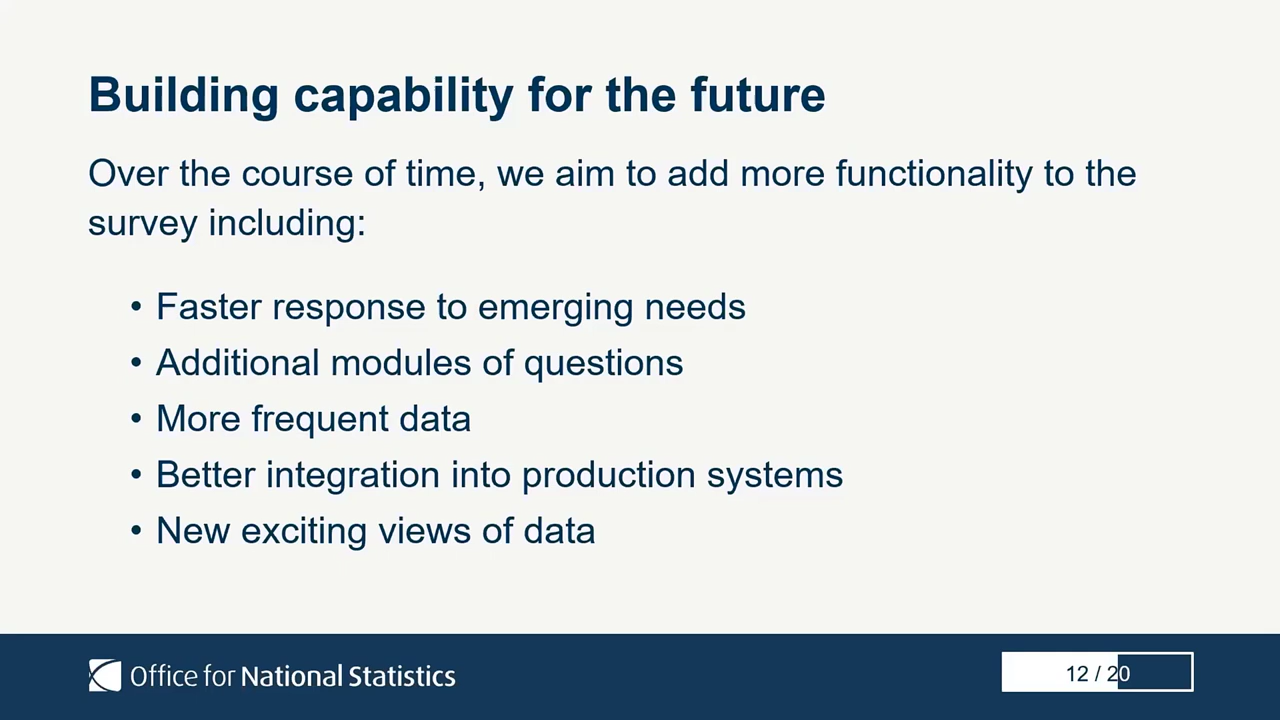 Building capability for the future
Over the course of time, we aim to add more functionality to the
survey including:
• Faster response to emerging needs
• Additional modules of questions
• More frequent data
• Better integration into production systems
• New exciting views of data
Office for National Statistics
12 / 20